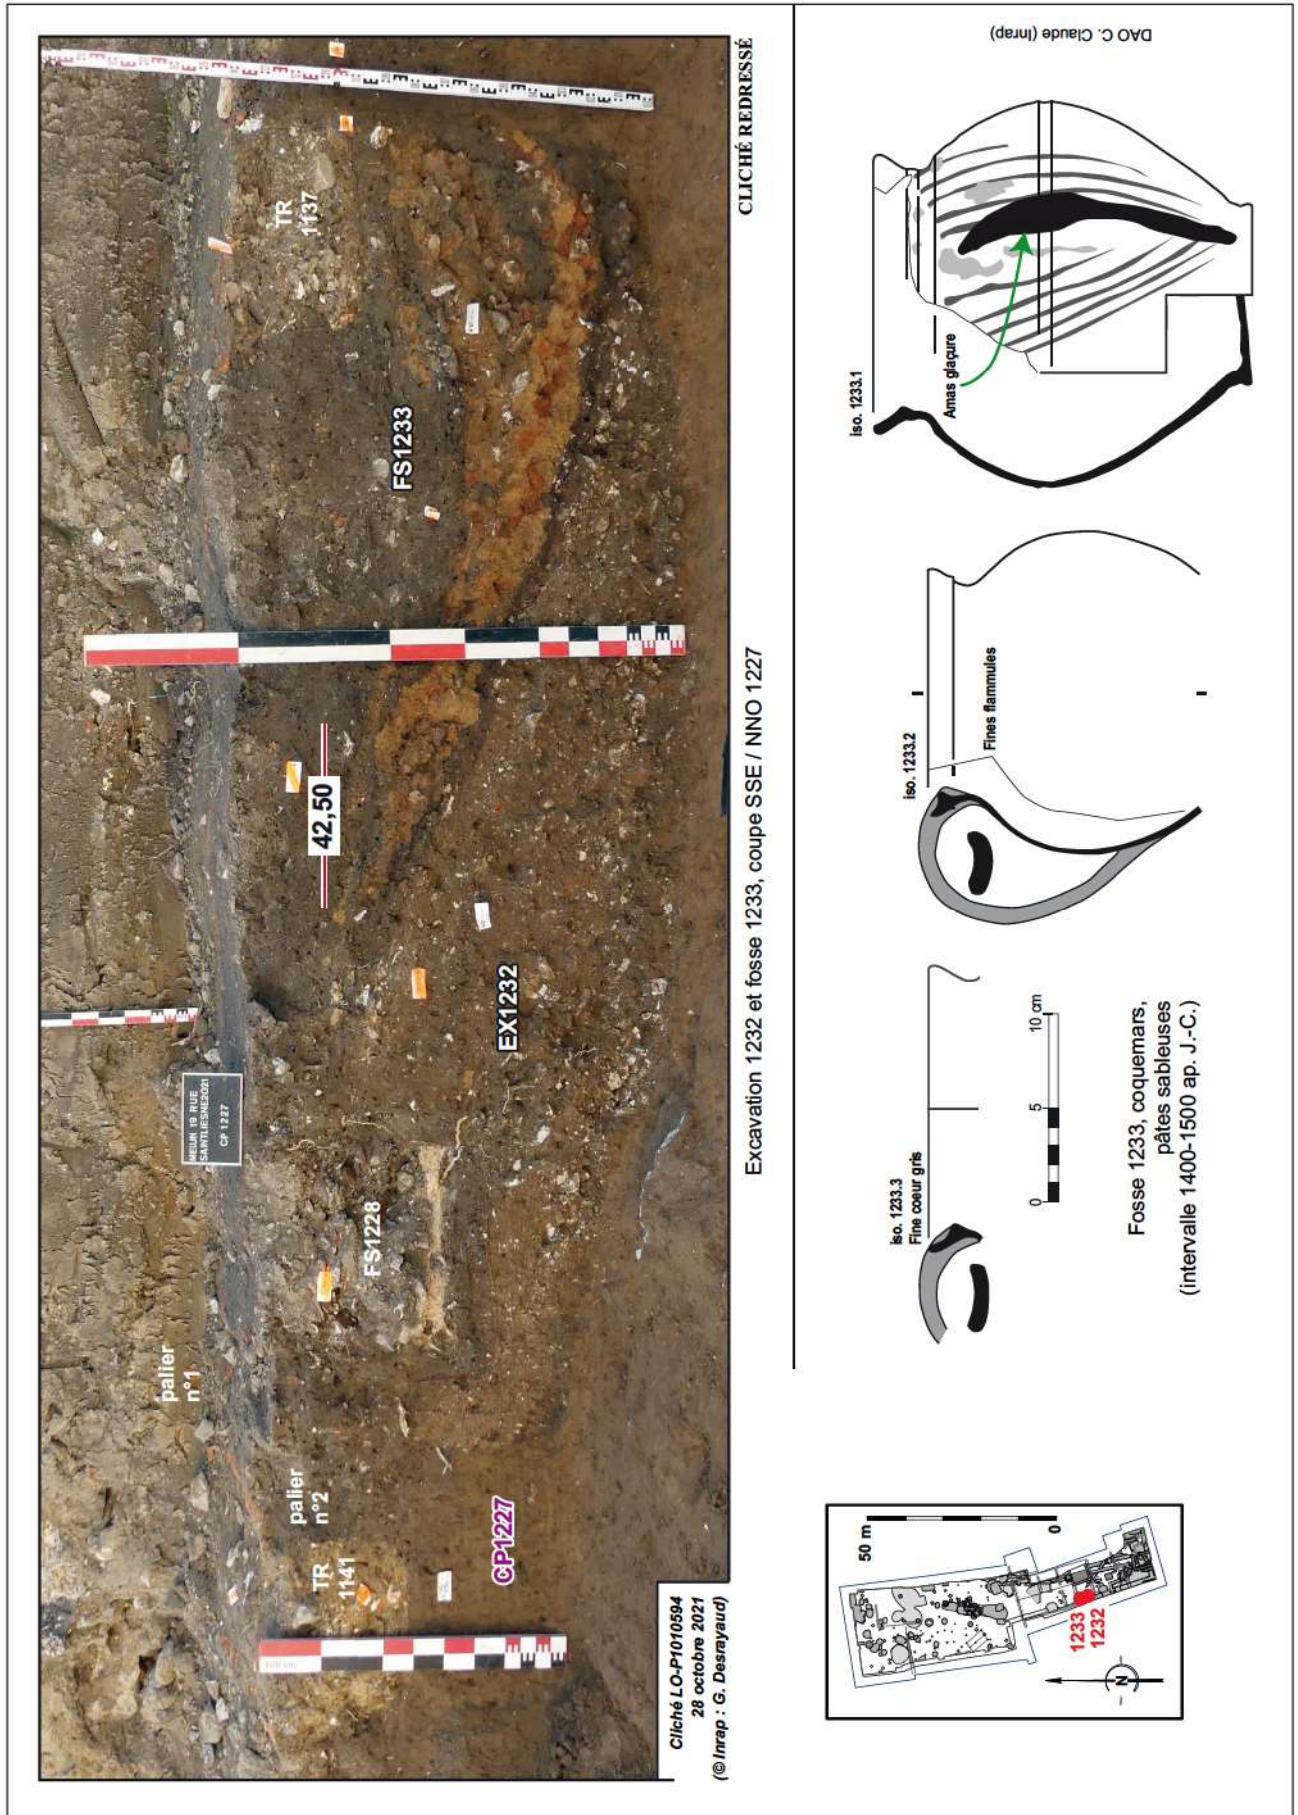 CLICHÉ REDRESSÉ
palier
n°1
MELUN 19 RUE
SAINTLIESNE2021
CP 1227
TR
1141
palier
n°2
FS1228
42,50
FS1233
TR
1137
CP1227
EX1232
100 cm
Cliché LO-P1010594
28 octobre 2021
(© Inrap : G. Desrayaud)
Excavation 1232 et fosse 1233, coupe SSE / NNO 1227
50 m
0
1233
1232
N
iso. 1233.3
Fine coeur gris
0
5
10 cm
Fosse 1233, coquemars,
pâtes sableuses
(intervalle 1400-1500 ap. J.-C.)
iso. 1233.2
Fines flammules
iso. 1233.1
Amas glaçure
DAO C. Claude (Inrap)